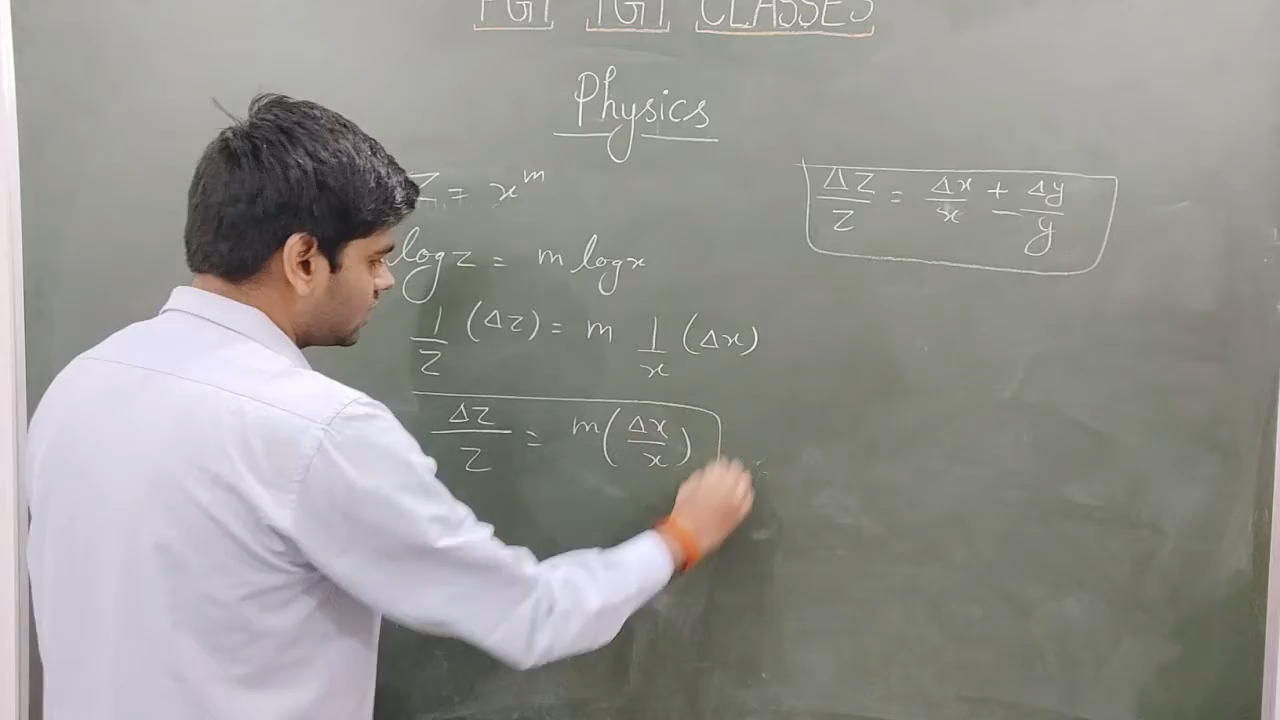 PGT TGT CLASSES
Physics
Z = x^m
log z = m log x
1/z (Δz) = m 1/x (Δx)
ΔZ/Z = m(Δx/x)
ΔZ/Z = Δx/x + Δy/y